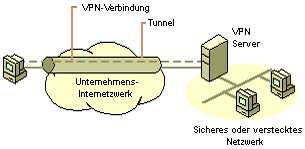 VPN-Verbindung
Tunnel
VPN
Server
Unternehmens-
Internetzwerk
Sicheres oder verstecktes
Netzwerk